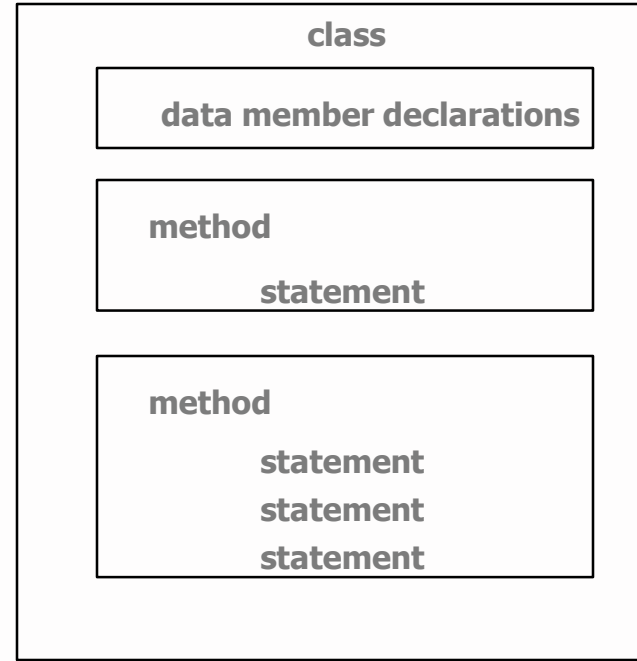 class
data member declarations
method
statement
method
statement
statement
statement